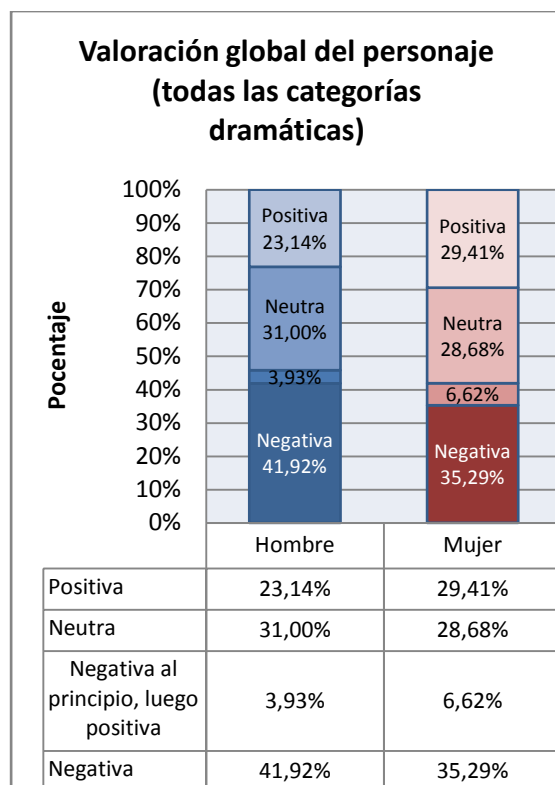 Valoración global del personaje
(todas las categorías
dramáticas)
Pocentaje
100%
90%
80%
70%
60%
50%
40%
30%
20%
10%
0%
Positiva
23,14%
Neutra
31,00%
3,93%
Negativa
41,92%
Positiva
29,41%
Neutra
28,68%
6,62%
Negativa
35,29%
Hombre Mujer
Positiva 23,14% 29,41%
Neutra 31,00% 28,68%
Negativa al
principio, luego 3,93% 6,62%
positiva
Negativa 41,92% 35,29%